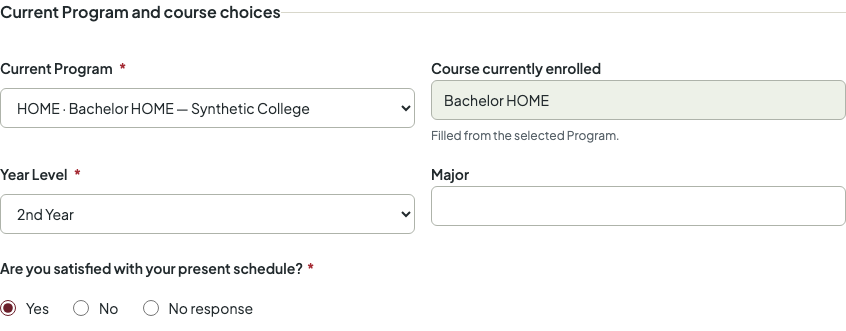 Current Program and course choices
Current Program *
Course currently enrolled
HOME · Bachelor HOME — Synthetic College
Bachelor HOME
Filled from the selected Program.
Year Level *
Major
2nd Year
Are you satisfied with your present schedule? *
Yes No No response